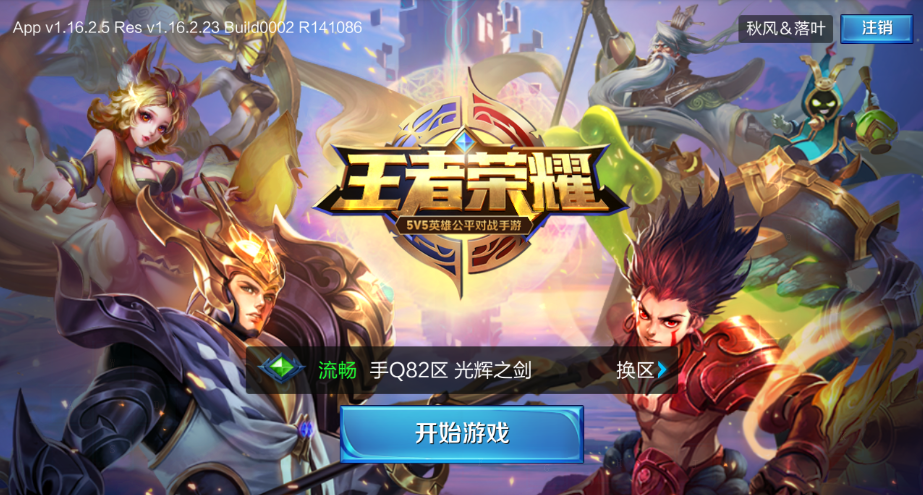 App v1.16.2.5 Res v1.16.2.23 Build0002 R141086
秋风&落叶
注销
王者荣耀
5V5英雄公平对战手游
流畅 手Q82区 光辉之剑 换区
开始游戏